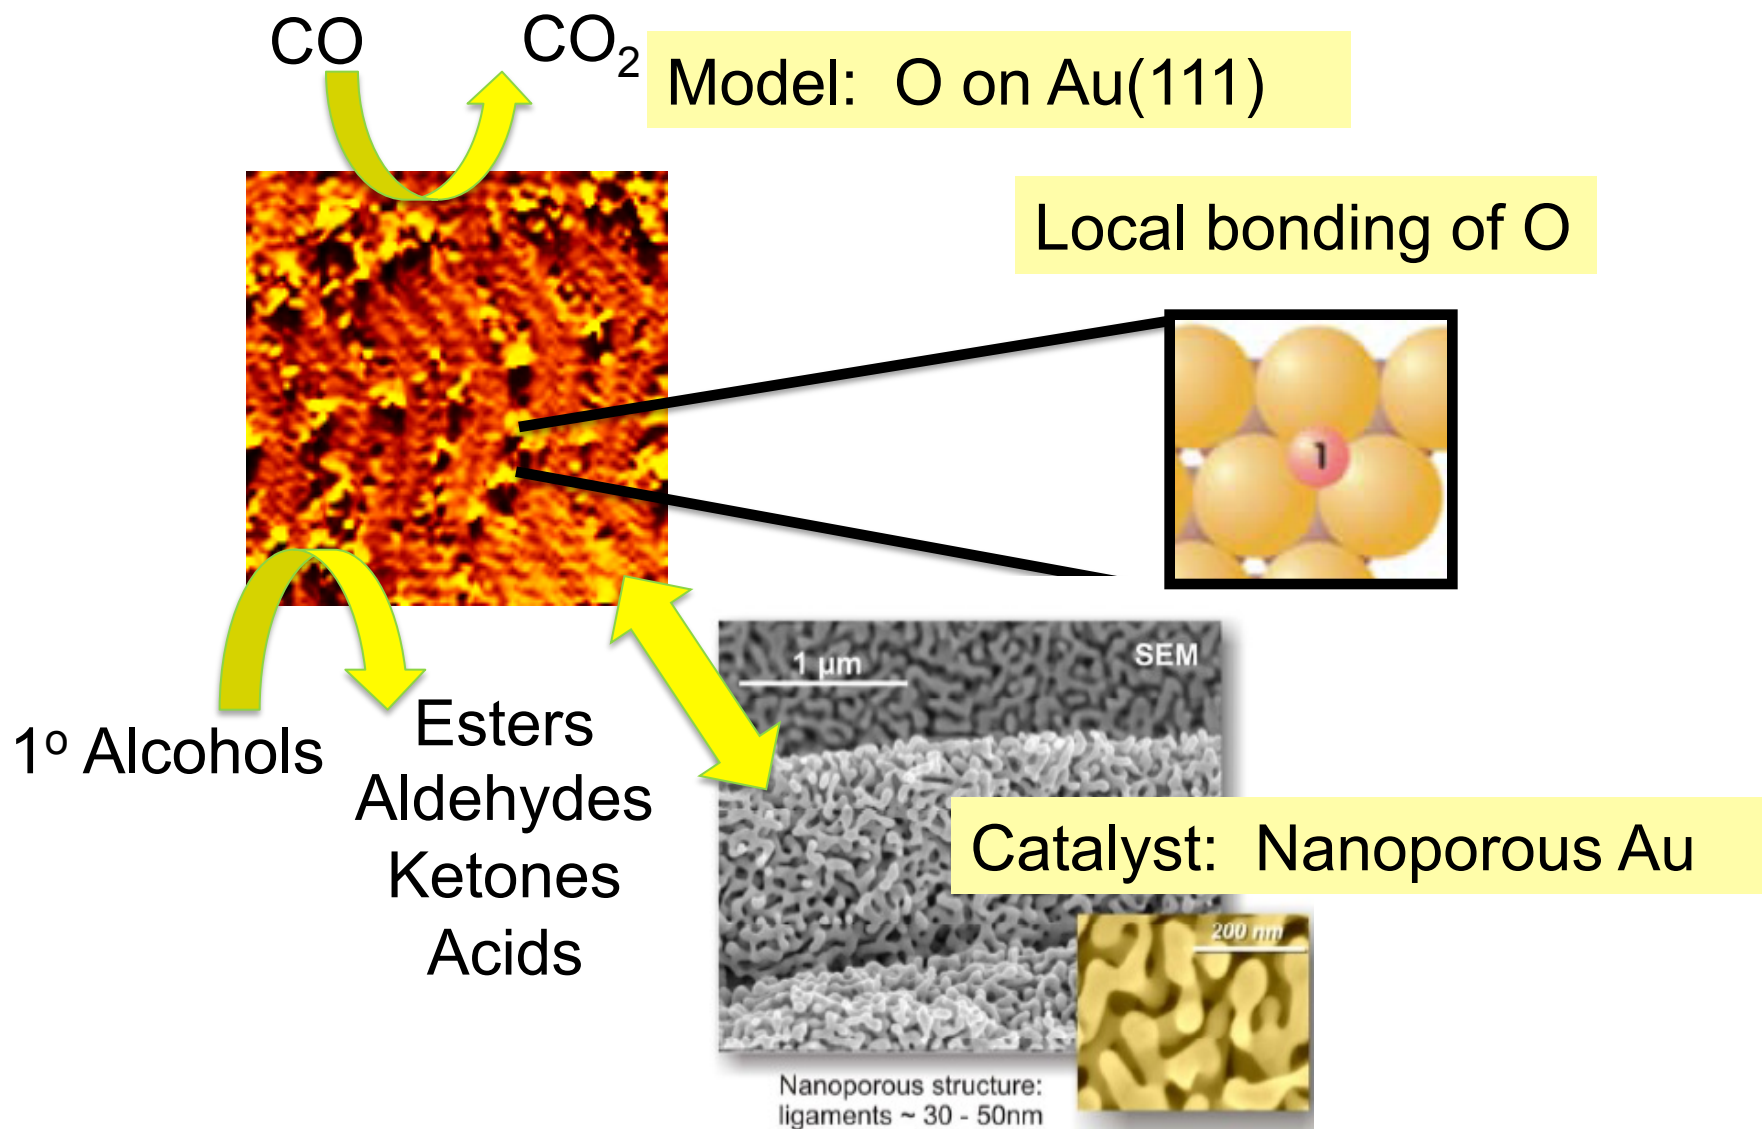 CO
CO₂
Model: O on Au(111)
Local bonding of O
1
1 µm
SEM
1º Alcohols
Esters
Aldehydes
Ketones
Acids
Catalyst: Nanoporous Au
200 nm
Nanoporous structure:
ligaments ~ 30 - 50nm